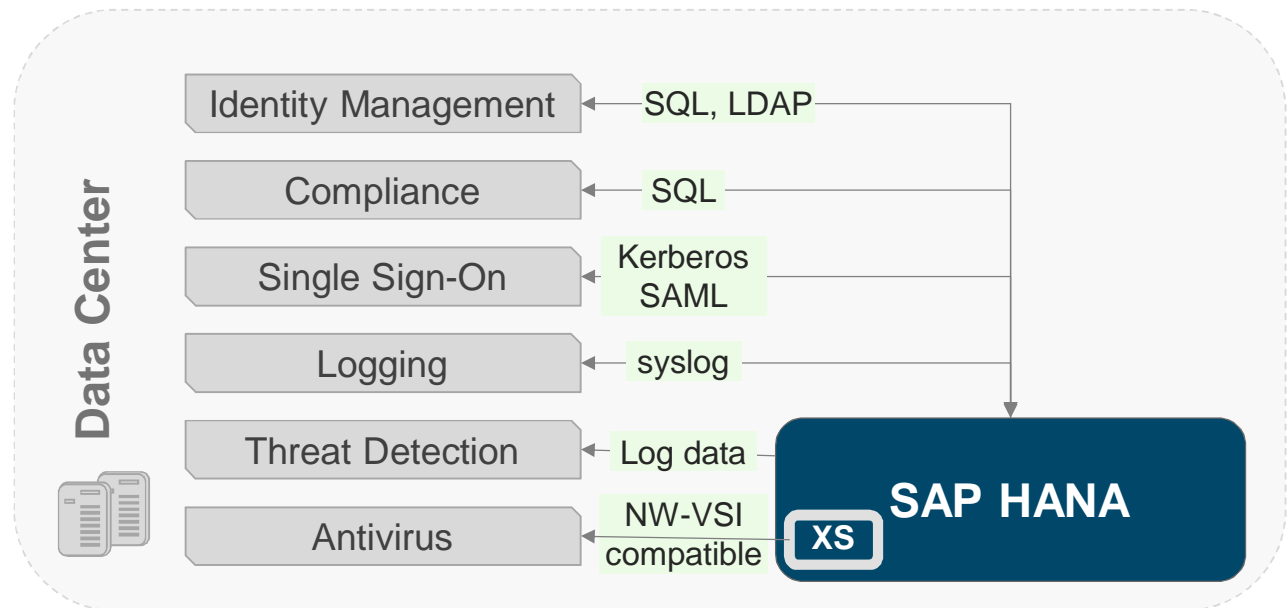 Data Center
Identity Management
SQL, LDAP
Compliance
SQL
Single Sign-On
Kerberos
SAML
Logging
syslog
Threat Detection
Log data
Antivirus
NW-VSI
compatible
XS
SAP HANA